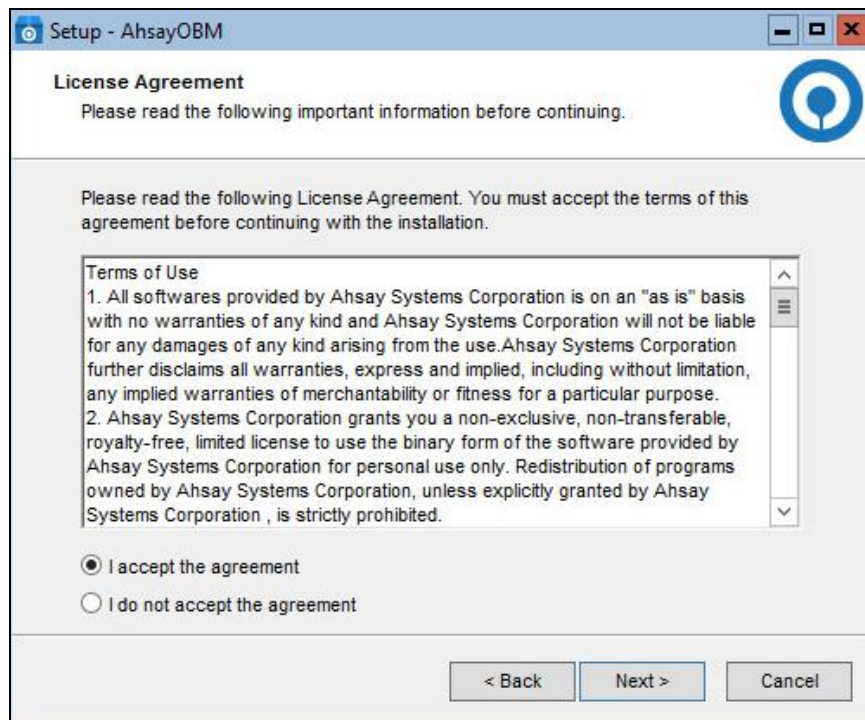 Setup - AhsayOBM
License Agreement
Please read the following important information before continuing.
Please read the following License Agreement. You must accept the terms of this
agreement before continuing with the installation.
Terms of Use
1. All softwares provided by Ahsay Systems Corporation is on an "as is" basis
with no warranties of any kind and Ahsay Systems Corporation will not be liable
for any damages of any kind arising from the use.Ahsay Systems Corporation
further disclaims all warranties, express and implied, including without limitation,
any implied warranties of merchantability or fitness for a particular purpose.
2. Ahsay Systems Corporation grants you a non-exclusive, non-transferable,
royalty-free, limited license to use the binary form of the software provided by
Ahsay Systems Corporation for personal use only. Redistribution of programs
owned by Ahsay Systems Corporation, unless explicitly granted by Ahsay
Systems Corporation , is strictly prohibited.
I accept the agreement
I do not accept the agreement
< Back Next > Cancel